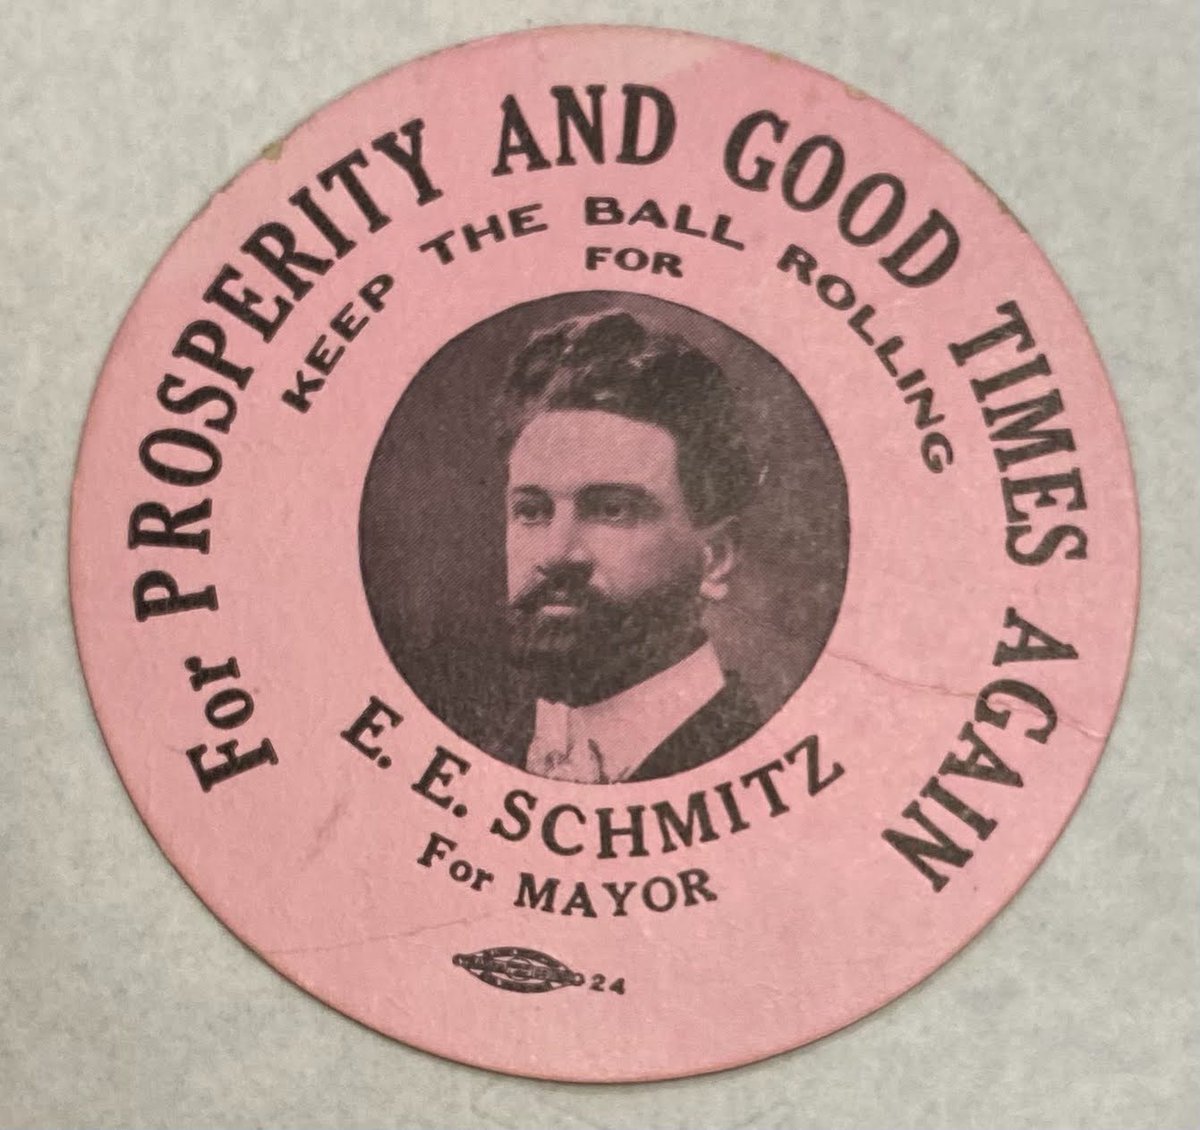 For PROSPERITY AND GOOD TIMES AGAIN
KEEP THE BALL ROLLING
FOR
E. E. SCHMITZ
For MAYOR
24